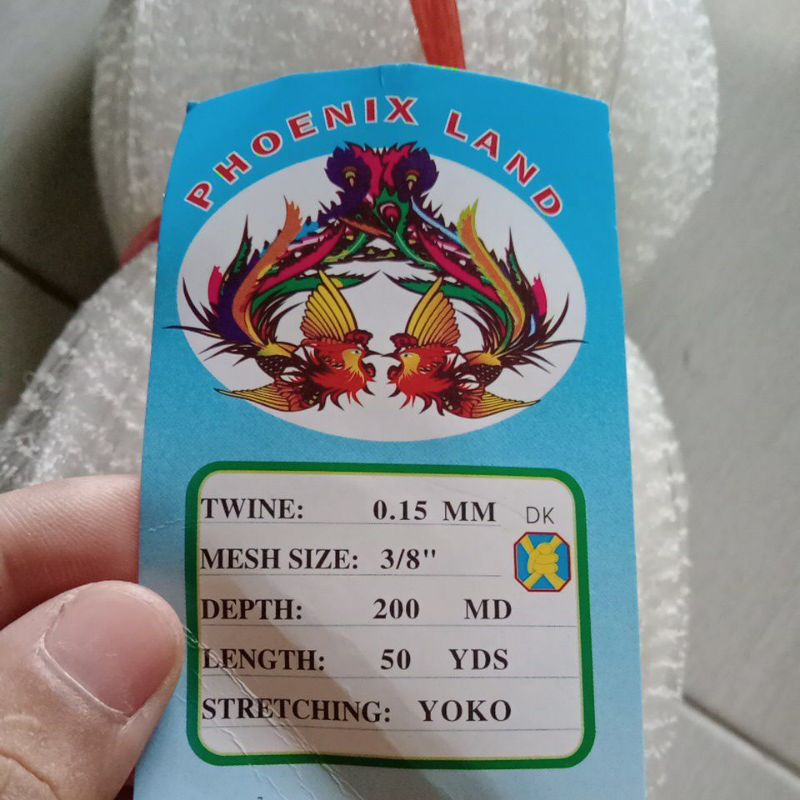 PHOENIX LAND
TWINE: 0.15 MM DK
MESH SIZE: 3/8"
DEPTH: 200 MD
LENGTH: 50 YDS
STRETCHING: YOKO